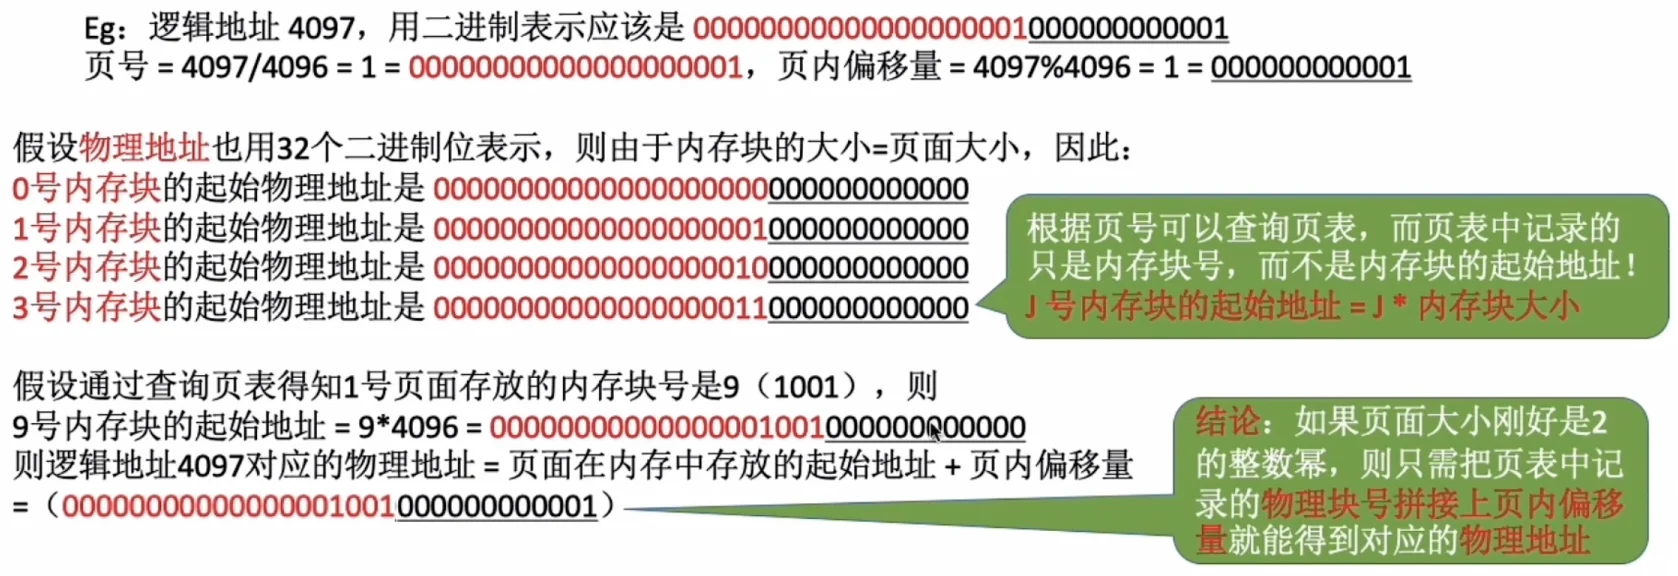 Eg：逻辑地址 4097，用二进制表示应该是 00000000000000000001000000000001
页号 = 4097/4096 = 1 = 00000000000000000001，页内偏移量 = 4097%4096 = 1 = 000000000001
假设物理地址也用32个二进制位表示，则由于内存块的大小=页面大小，因此：
0号内存块的起始物理地址是 00000000000000000000000000000000
1号内存块的起始物理地址是 00000000000000000001000000000000
2号内存块的起始物理地址是 00000000000000000010000000000000
3号内存块的起始物理地址是 00000000000000000011000000000000
根据页号可以查询页表，而页表中记录的
只是内存块号，而不是内存块的起始地址！
J 号内存块的起始地址 = J * 内存块大小
假设通过查询页表得知1号页面存放的内存块号是9（1001），则
9号内存块的起始地址 = 9*4096 = 00000000000000001001000000000000
则逻辑地址4097对应的物理地址 = 页面在内存中存放的起始地址 + 页内偏移量
=（00000000000000001001000000000001）
结论：如果页面大小刚好是2
的整数幂，则只需把页表中记
录的物理块号拼接上页内偏移
量就能得到对应的物理地址